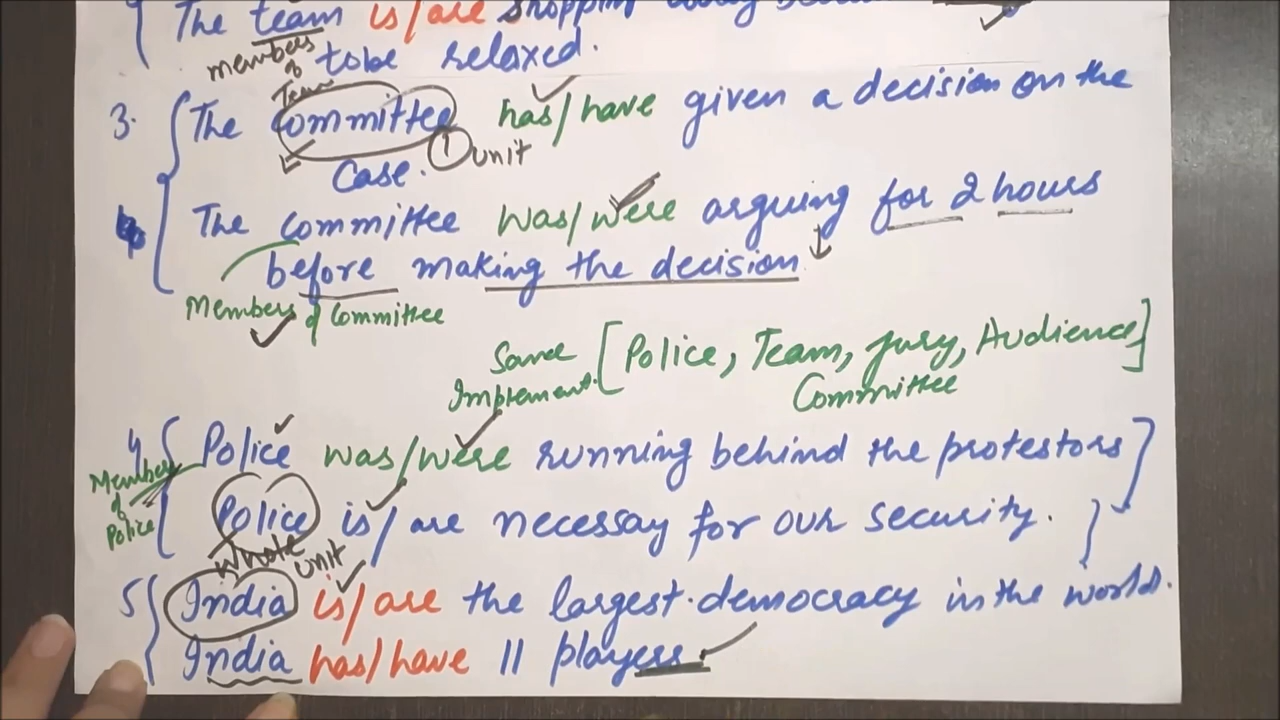 The team is/are shopping today
members of Team
to be relaxed.
3. The committee has/have given a decision on the
case. 1 unit
The committee was/were arguing for 2 hours
before making the decision
Members of Committee
Same Implement. [Police, Team, Jury, Audience]
Committee
4 Police was/were running behind the protestors
Members of Police
Police is/are necessay for our security.
whole unit
5 India is/are the largest democracy in the world.
India has/have 11 players.